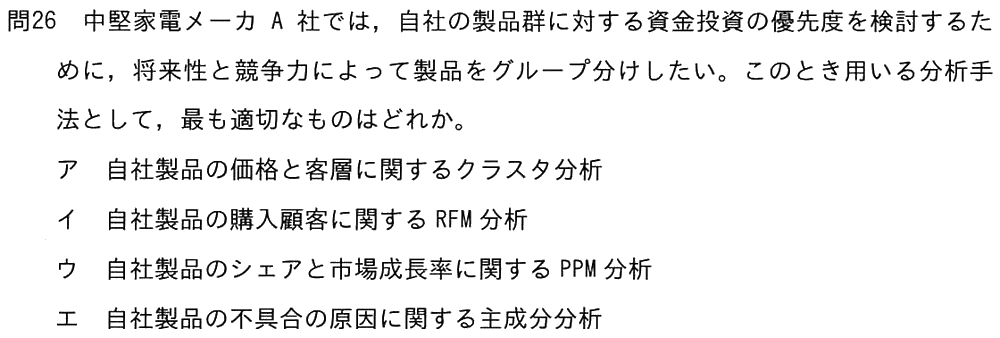 問26 中堅家電メーカ A 社では，自社の製品群に対する資金投資の優先度を検討するた
めに，将来性と競争力によって製品をグループ分けしたい。このとき用いる分析手
法として，最も適切なものはどれか。
ア 自社製品の価格と客層に関するクラスタ分析
イ 自社製品の購入顧客に関する RFM 分析
ウ 自社製品のシェアと市場成長率に関する PPM 分析
エ 自社製品の不具合の原因に関する主成分分析